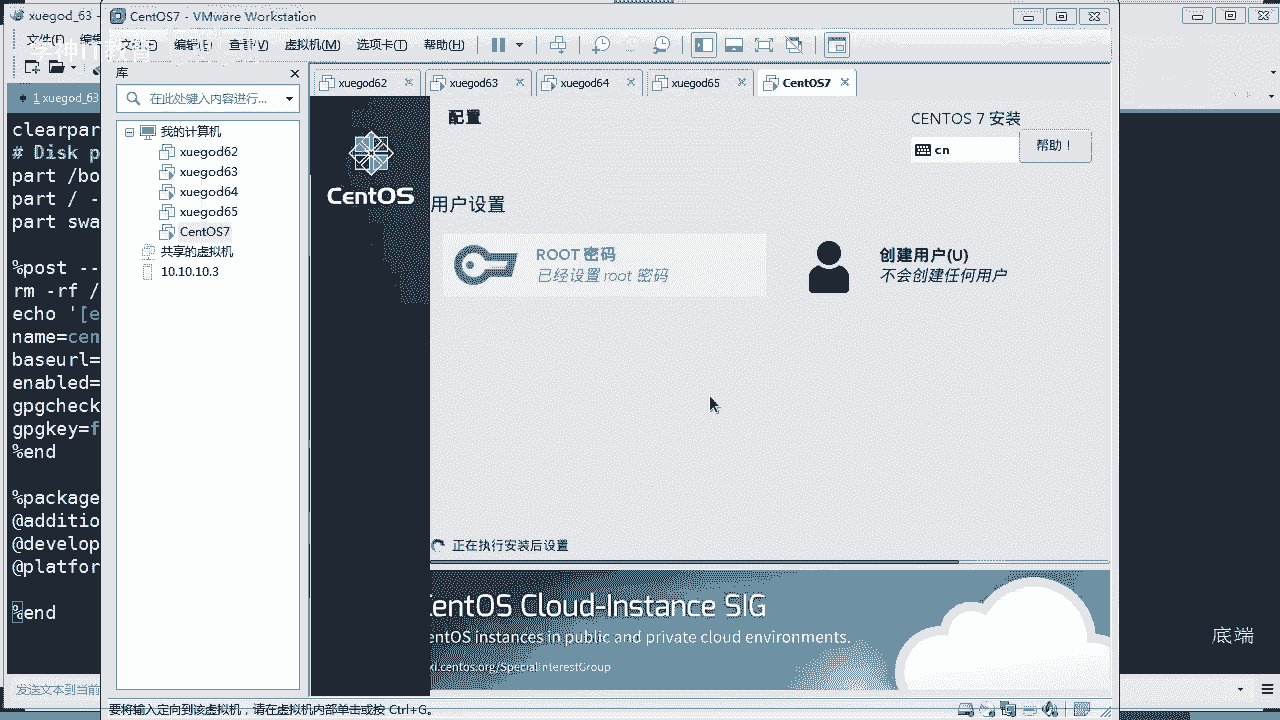 xuegod_63 -
CentOS7 - VMware Workstation
文件(F) 编辑
文件(F) 编辑(E) 查看(V) 虚拟机(M) 选项卡(T) 帮助(H)
库
在此处键入内容进行...
xuegod62
xuegod63
xuegod64
xuegod65
CentOS7
1 xuegod_63
我的计算机
xuegod62
xuegod63
xuegod64
xuegod65
CentOS7
共享的虚拟机
10.10.10.3
clearpar
# Disk p
part /bo
part / -
part swa
%post --
rm -rf /
echo '[e
name=cen
baseurl=
enabled=
gpgcheck
gpgkey=f
%end
%package
@additio
@develop
@platfor
%end
CentOS
配置
CENTOS 7 安装
cn
帮助！
用户设置
ROOT 密码
已经设置 root 密码
创建用户(U)
不会创建任何用户
正在执行安装后设置
entOS Cloud-Instance SIG
entOS instances in public and private cloud environments.
ki.centos.org/SpecialInterestGroup
底端
发送文本到当前
要将输入定向到该虚拟机，请在虚拟机内部单击或按 Ctrl+G。